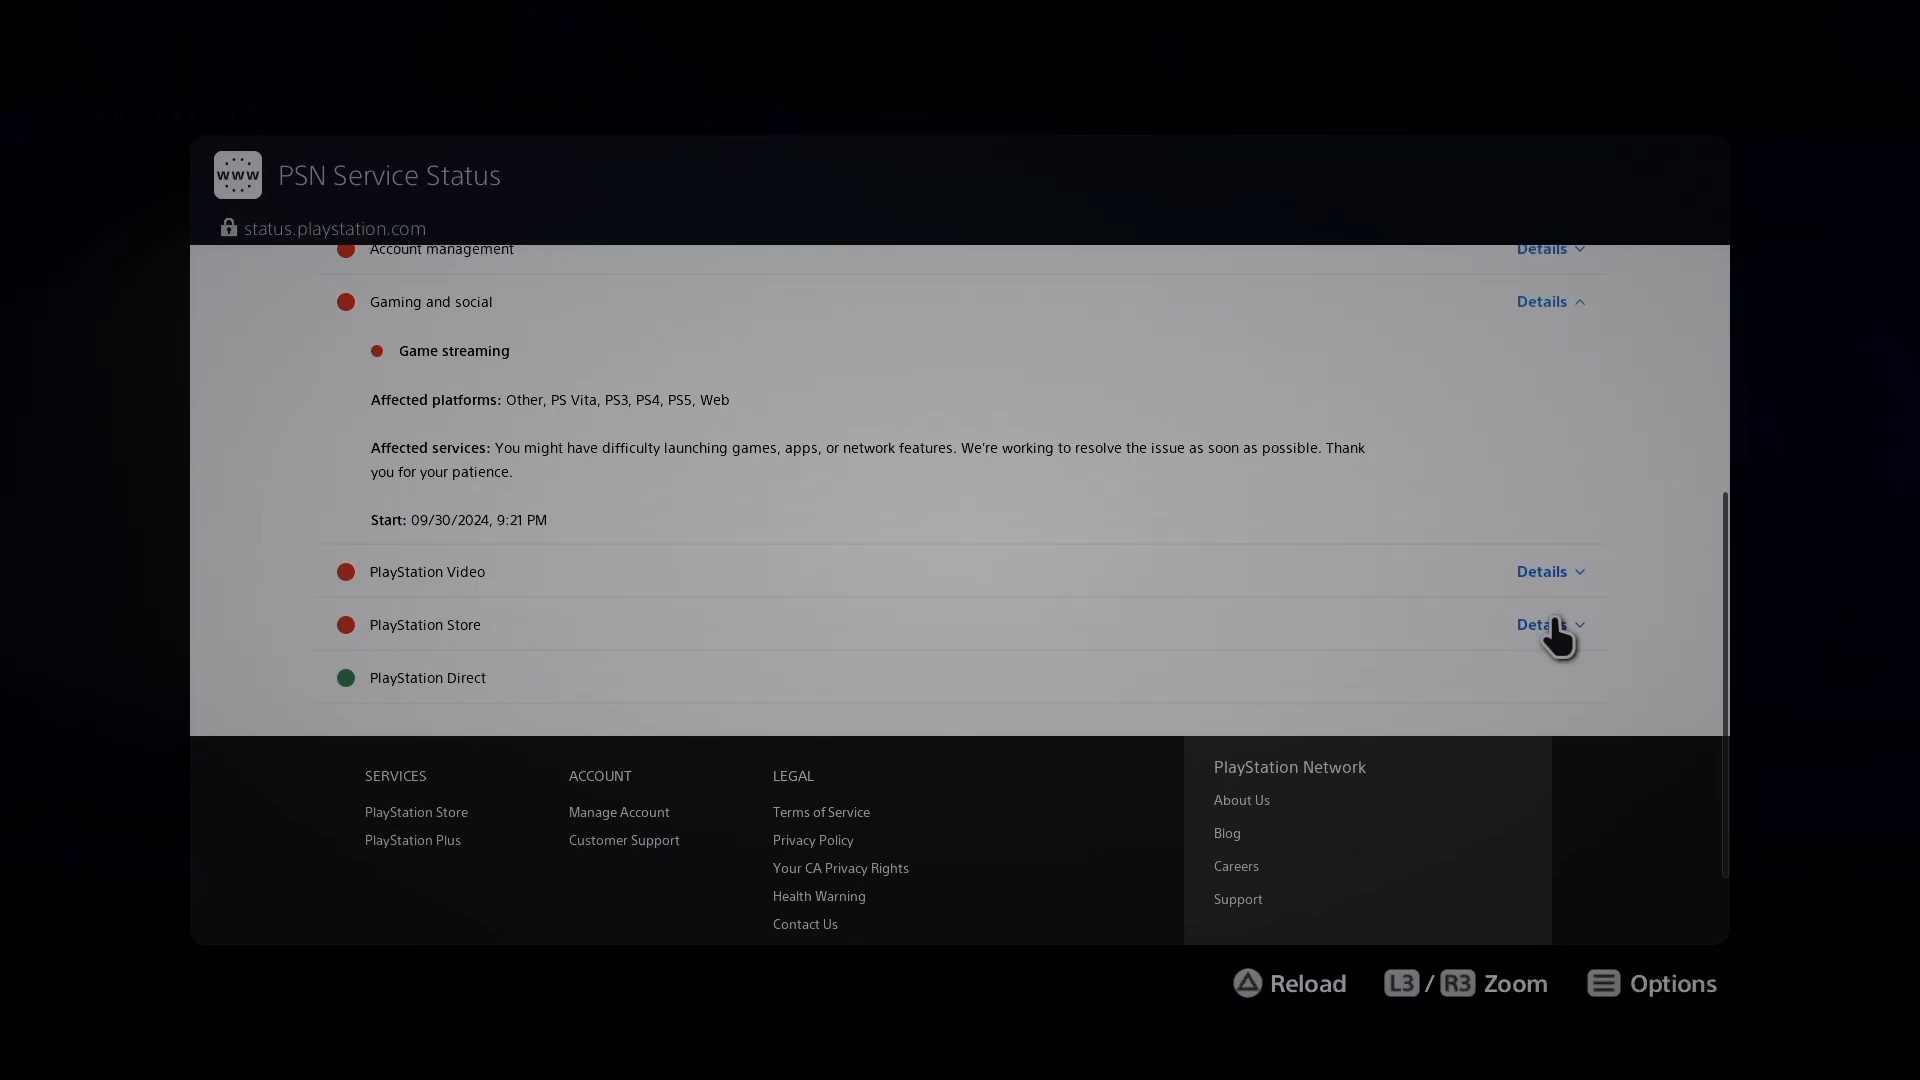 www
PSN Service Status
status.playstation.com
Account management
Details
Gaming and social
Details
Game streaming
Affected platforms: Other, PS Vita, PS3, PS4, PS5, Web
Affected services: You might have difficulty launching games, apps, or network features. We're working to resolve the issue as soon as possible. Thank
you for your patience.
Start: 09/30/2024, 9:21 PM
PlayStation Video
Details
PlayStation Store
Details
PlayStation Direct
SERVICES
PlayStation Store
PlayStation Plus
ACCOUNT
Manage Account
Customer Support
LEGAL
Terms of Service
Privacy Policy
Your CA Privacy Rights
Health Warning
Contact Us
PlayStation Network
About Us
Blog
Careers
Support
Reload
L3 / R3 Zoom
Options